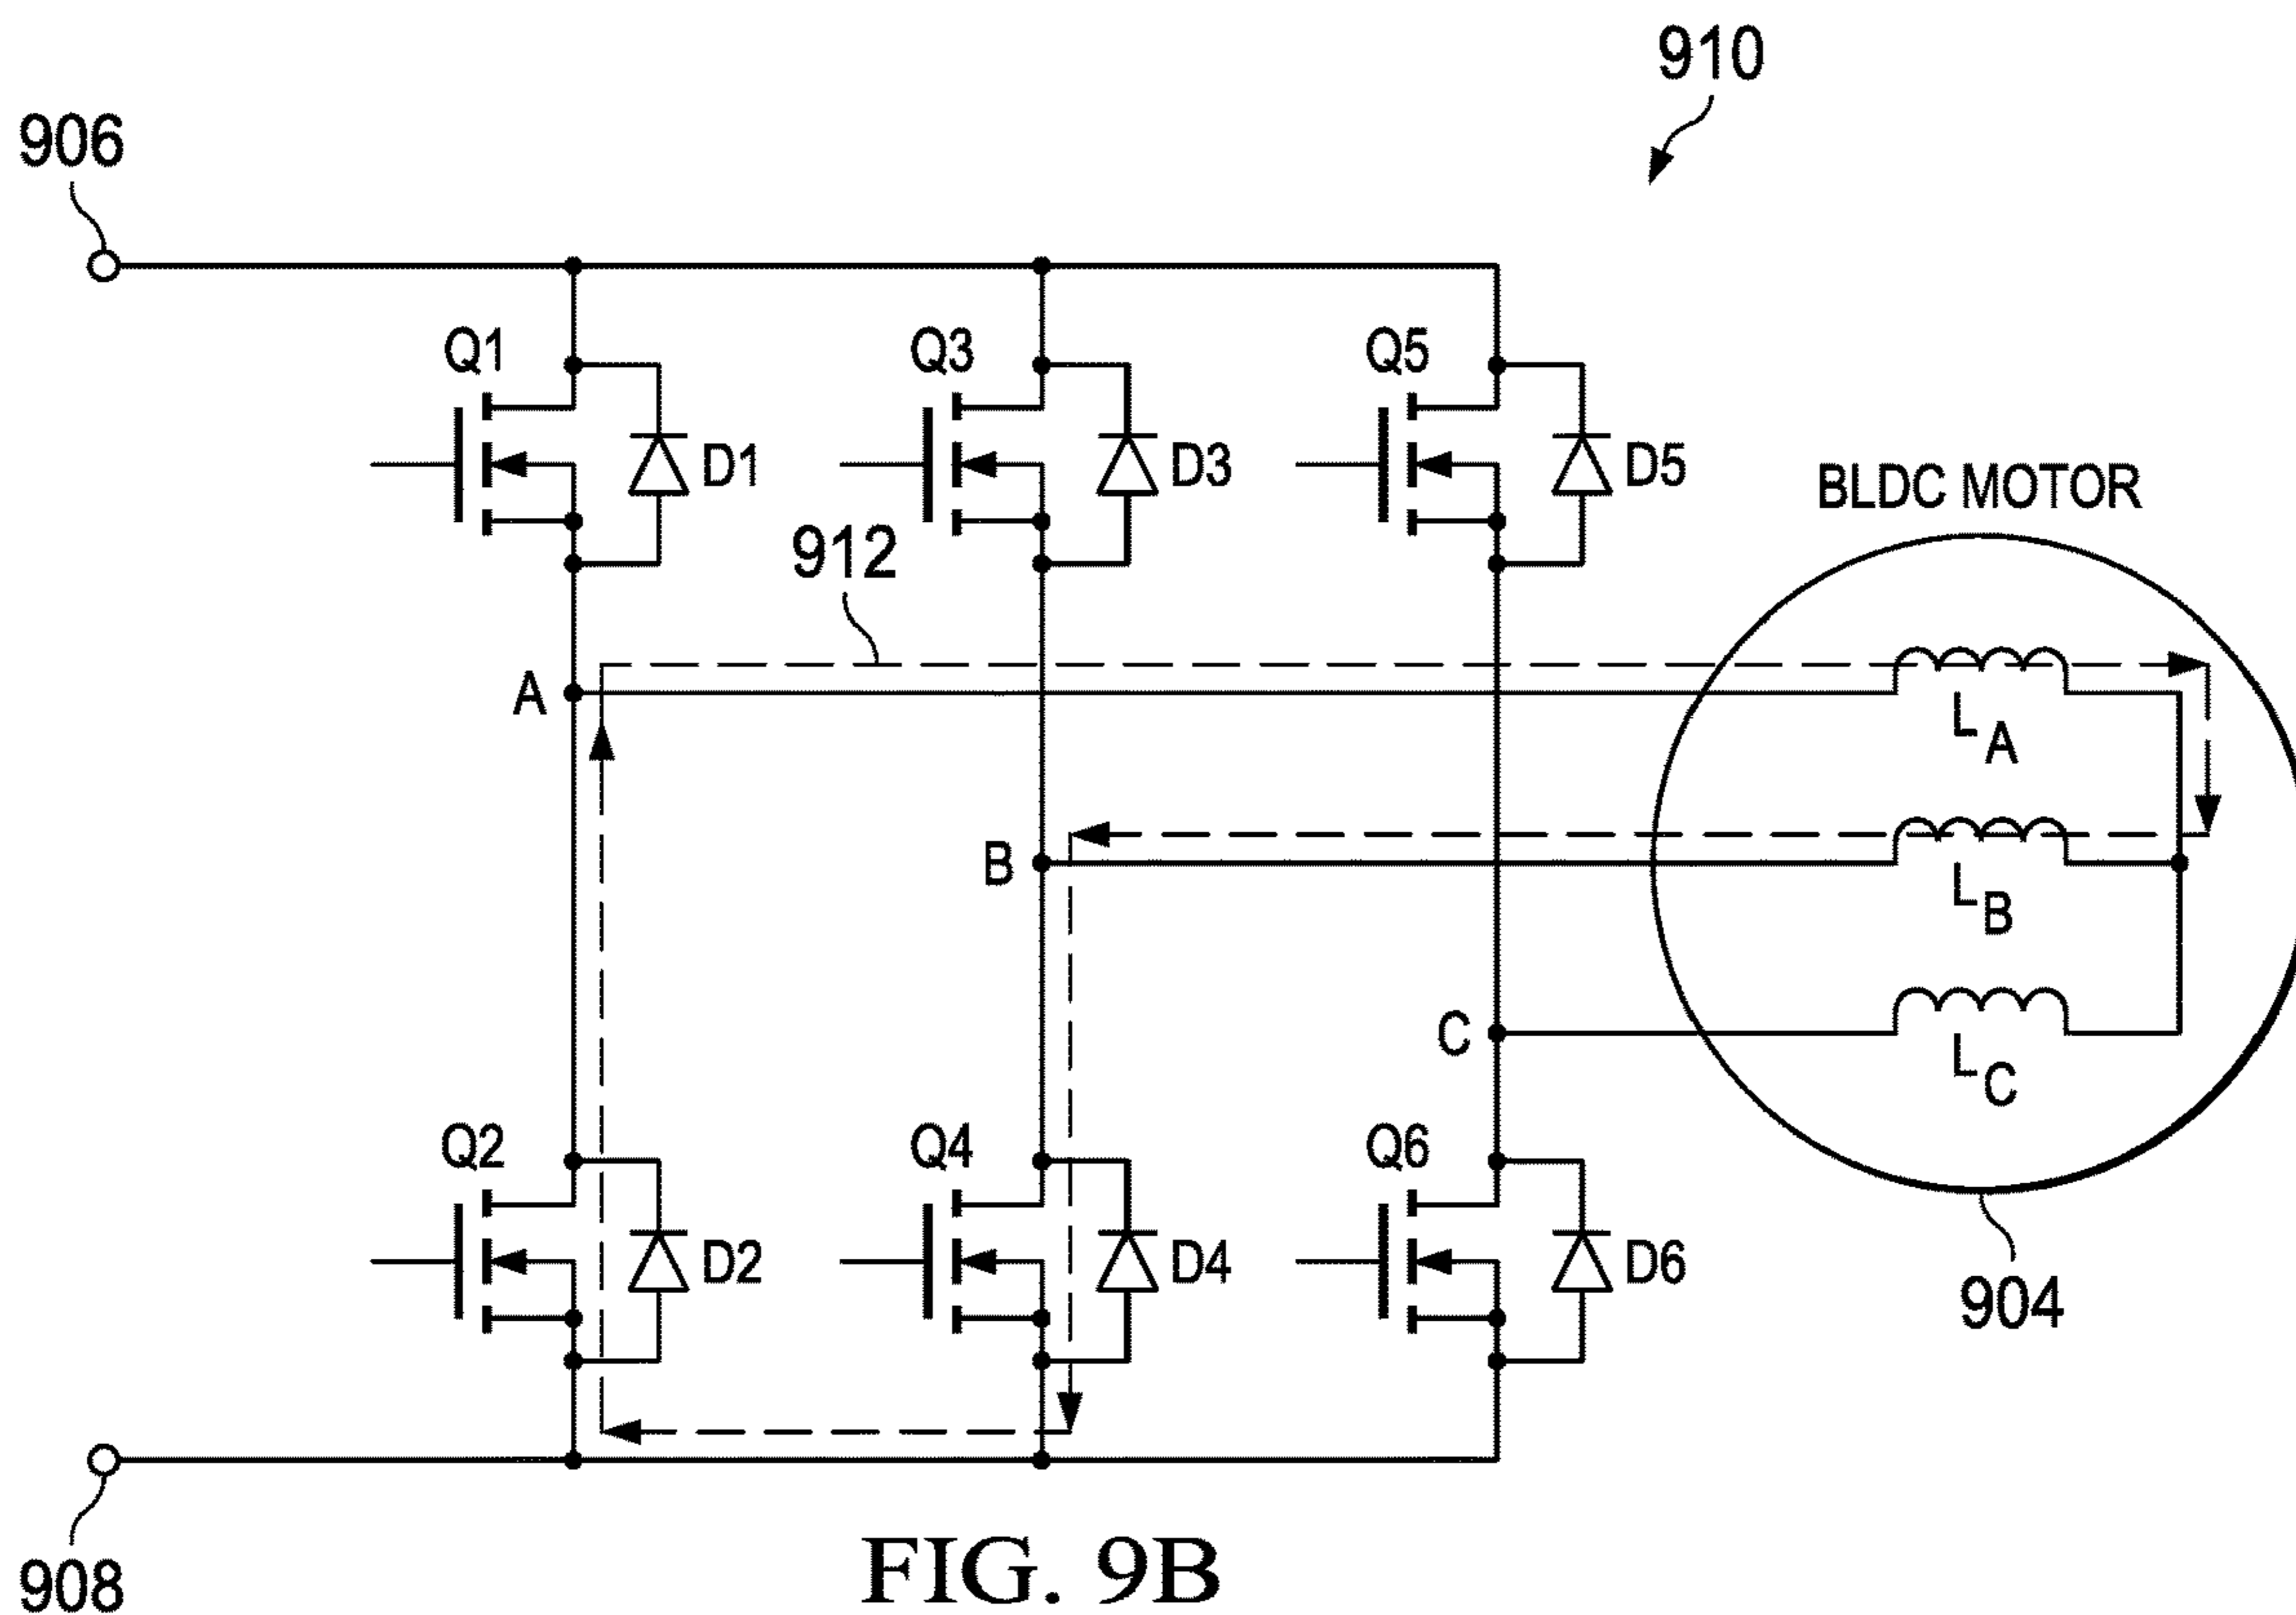 910
906
Q1
Q3
Q5
D1
D3
D5
BLDC MOTOR
912
A
L A
B
L B
C
L C
Q2
Q4
Q6
D2
D4
D6
904
908
FIG. 9B